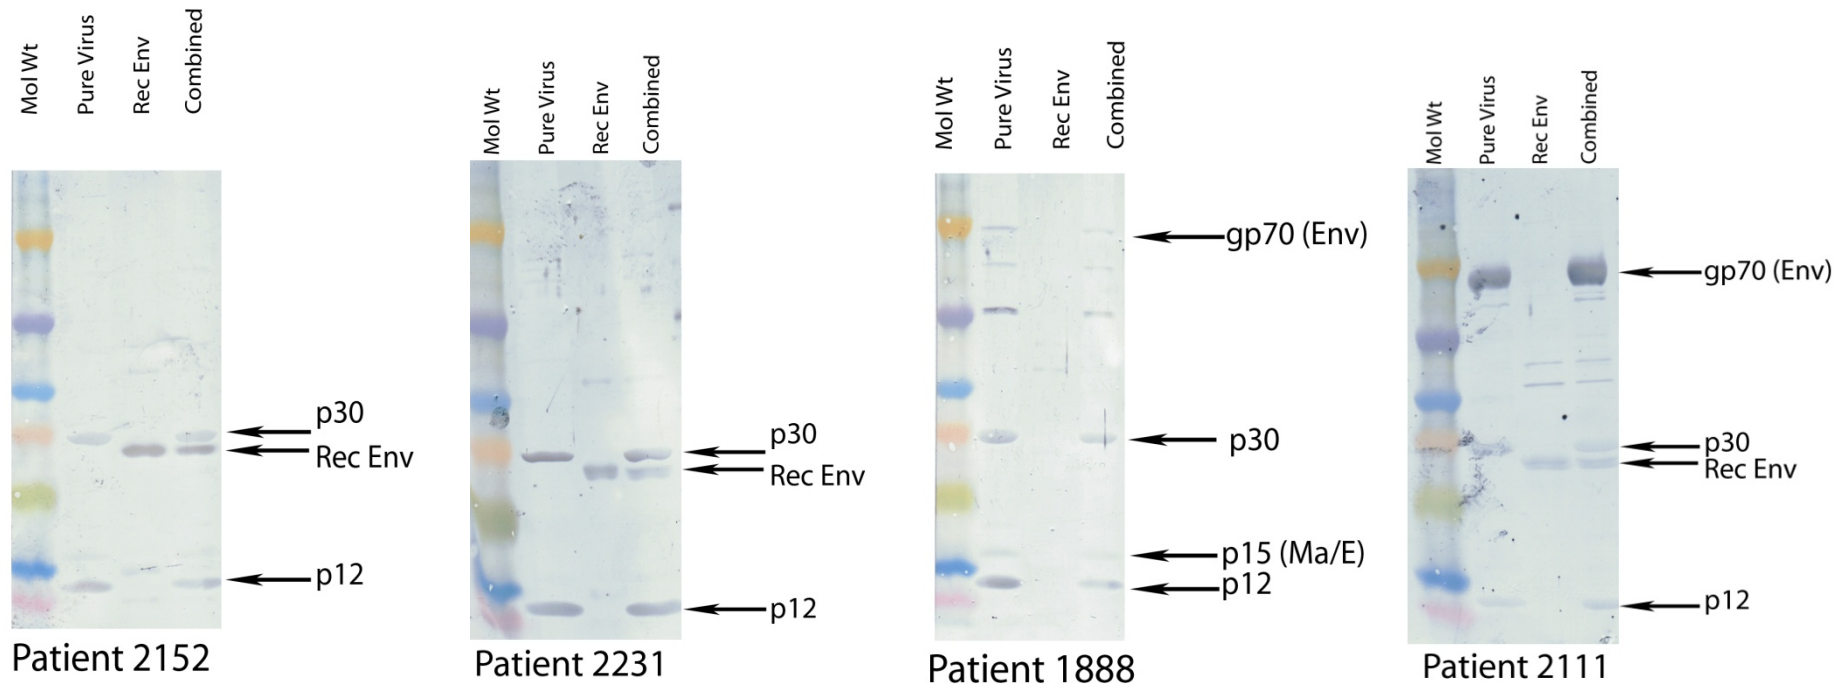 Mol Wt
Pure Virus
Rec Env
Combined
p30
Rec Env
p12
Patient 2152
Mol Wt
Pure Virus
Rec Env
Combined
p30
Rec Env
p12
Patient 2231
Mol Wt
Pure Virus
Rec Env
Combined
gp70 (Env)
p30
p15 (Ma/E)
p12
Patient 1888
Mol Wt
Pure Virus
Rec Env
Combined
gp70 (Env)
p30
Rec Env
p12
Patient 2111